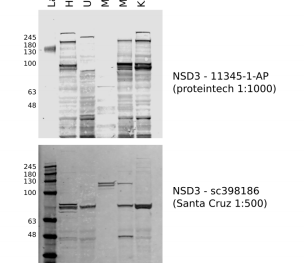 H
U
M
M
K
245
180
130
100
63
48
NSD3 - 11345-1-AP
(proteintech 1:1000)
245
180
130
100
63
48
NSD3 - sc398186
(Santa Cruz 1:500)